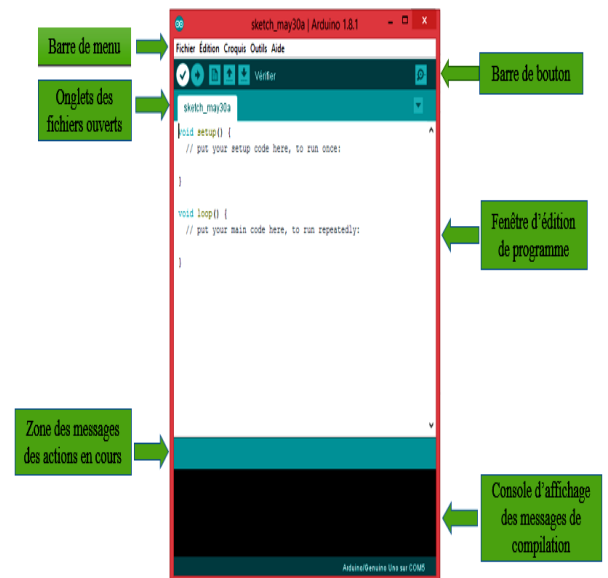 sketch_may30a | Arduino 1.8.1
Barre de menu
Fichier Édition Croquis Outils Aide
Vérifier
Barre de bouton
Onglets des
fichiers ouverts
sketch_may30a
void setup() {
// put your setup code here, to run once:
}
void loop() {
// put your main code here, to run repeatedly:
}
Fenêtre d'édition
de programme
Zone des messages
des actions en cours
Console d'affichage
des messages de
compilation
Arduino/Genuino Uno sur COM5